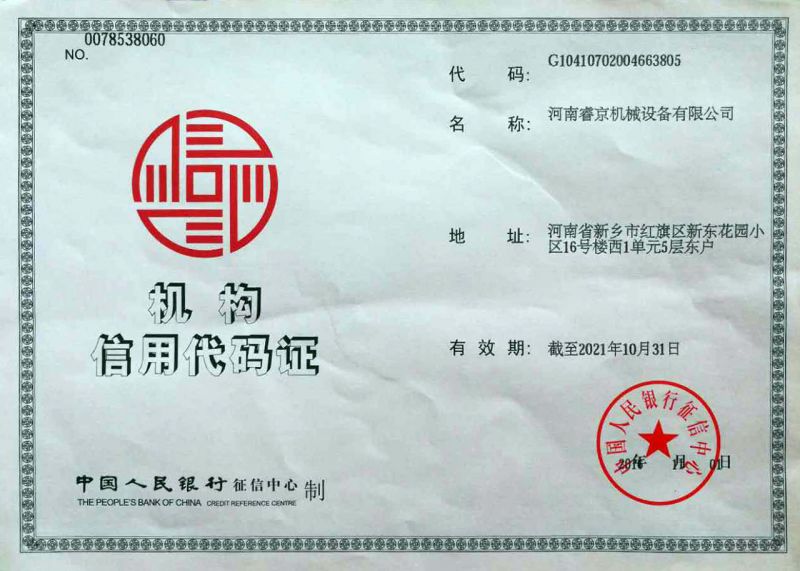 0078538060
NO.
代 码: G10410702004663805
名 称: 河南睿京机械设备有限公司
地 址: 河南省新乡市红旗区新东花园小
区16号楼西1单元5层东户
机 构
信用代码证
有 效 期: 截至2021年10月31日
中国人民银行征信中心
年 月 01日
中国人民银行 征信中心 制
THE PEOPLE'S BANK OF CHINA CREDIT REFERENCE CENTRE